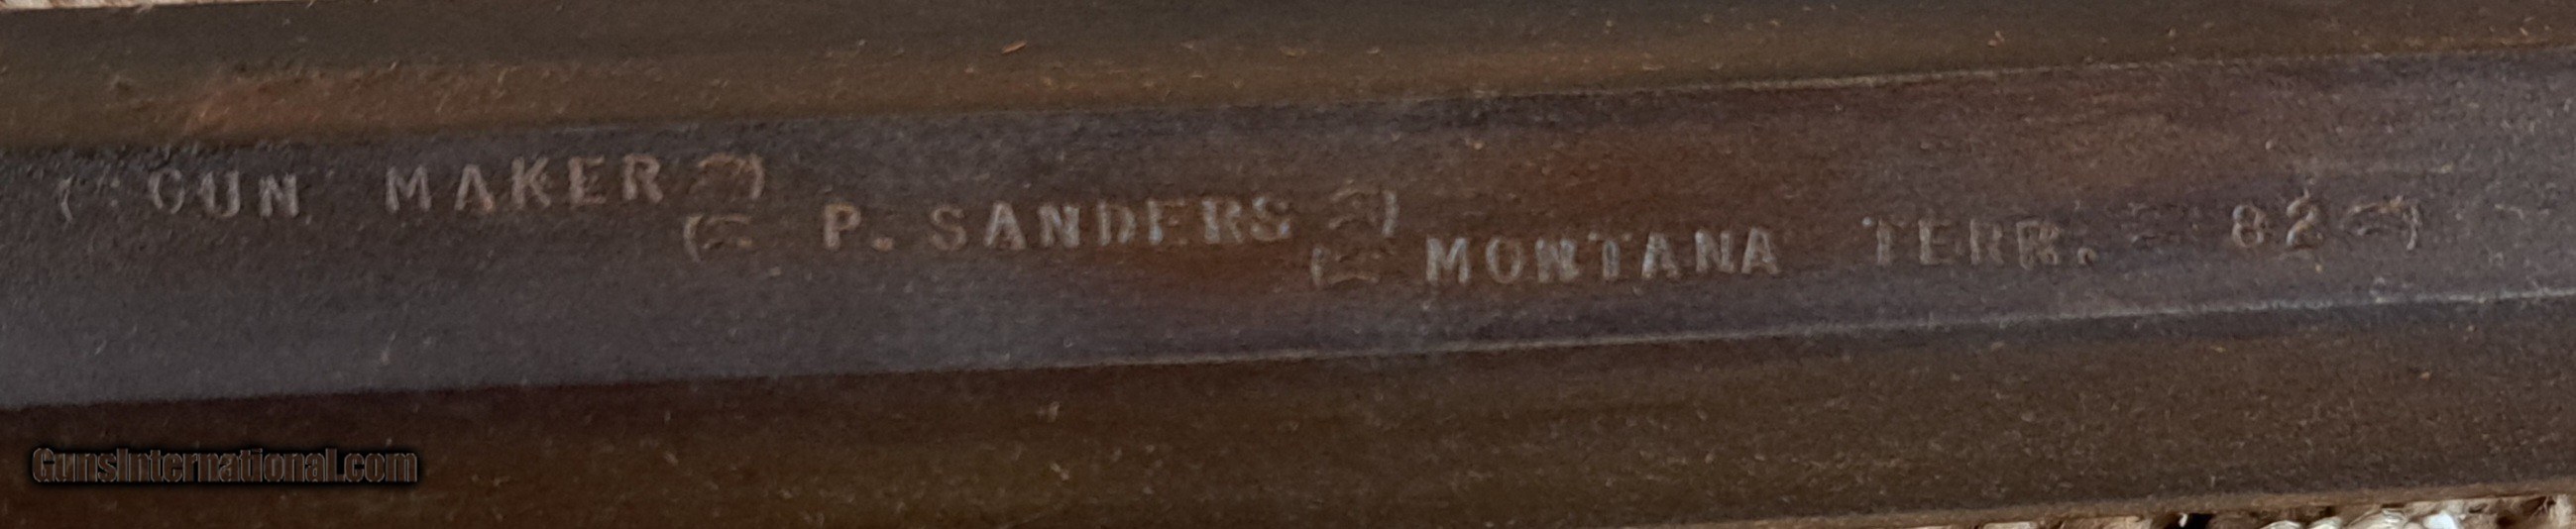 GUN MAKER
P. SANDERS
MONTANA TERR. 82
GunsInternational.com